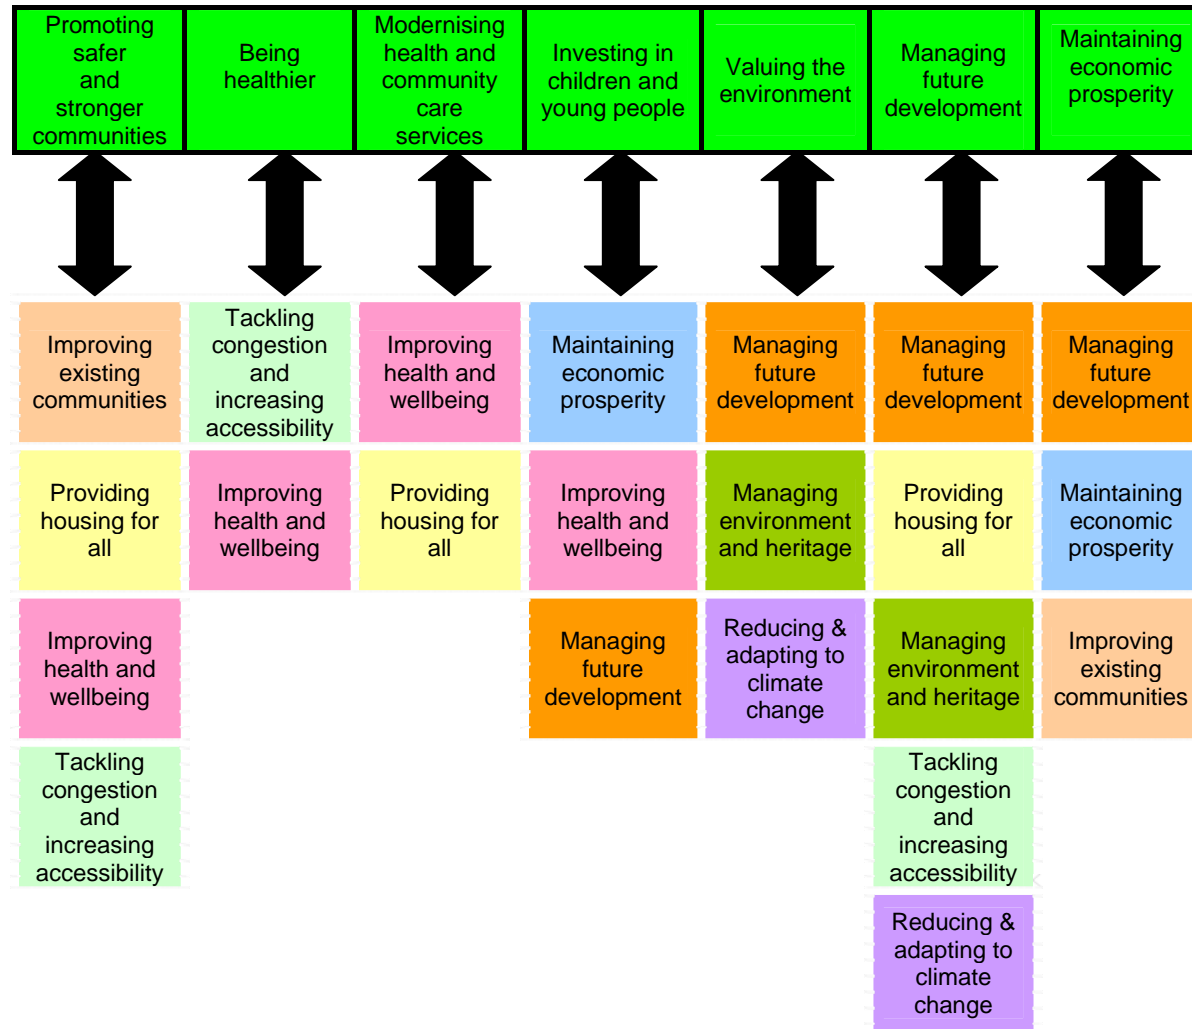 Promoting
safer
and
stronger
communities
Being
healthier
Modernising
health and
community
care
services
Investing in
children and
young people
Valuing the
environment
Managing
future
development
Maintaining
economic
prosperity
Improving
existing
communities
Tackling
congestion
and
increasing
accessibility
Improving
health and
wellbeing
Maintaining
economic
prosperity
Managing
future
development
Managing
future
development
Managing
future
development
Providing
housing for
all
Improving
health and
wellbeing
Providing
housing for
all
Improving
health and
wellbeing
Managing
environment
and heritage
Providing
housing for
all
Maintaining
economic
prosperity
Improving
health and
wellbeing
Managing
future
development
Reducing &
adapting to
climate
change
Managing
environment
and heritage
Improving
existing
communities
Tackling
congestion
and
increasing
accessibility
Tackling
congestion
and
increasing
accessibility
Reducing &
adapting to
climate
change